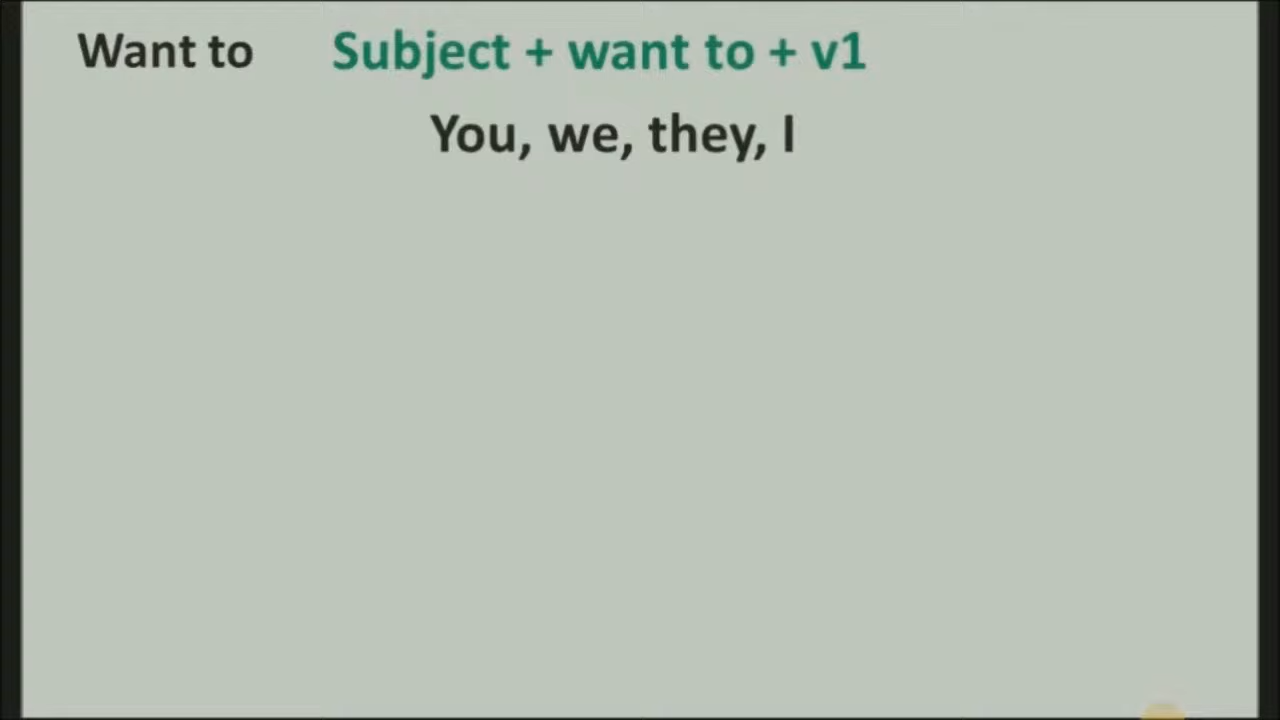 Want to Subject + want to + v1
You, we, they, I